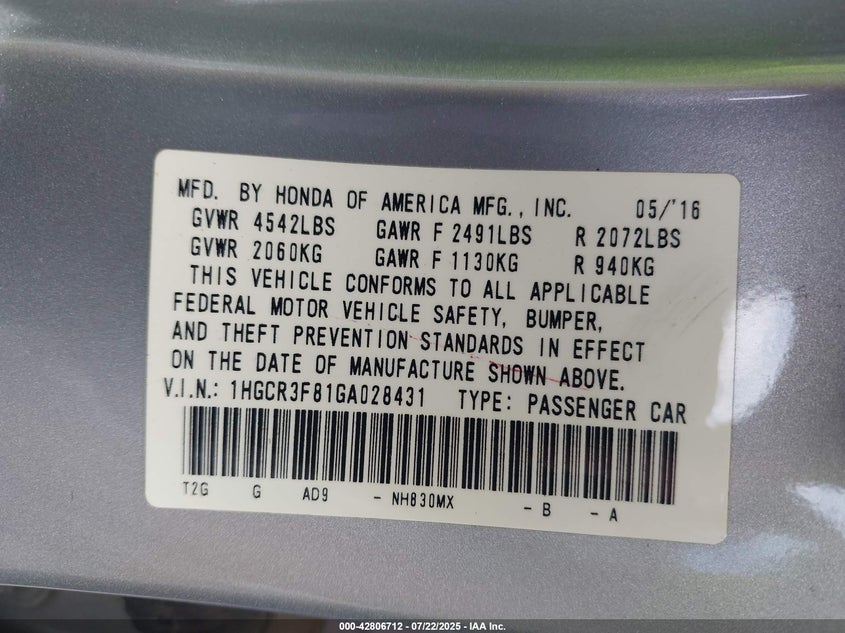 MFD. BY HONDA OF AMERICA MFG., INC. 05/'16
GVWR 4542LBS GAWR F 2491LBS R 2072LBS
GVWR 2060KG GAWR F 1130KG R 940KG
THIS VEHICLE CONFORMS TO ALL APPLICABLE
FEDERAL MOTOR VEHICLE SAFETY, BUMPER,
AND THEFT PREVENTION STANDARDS IN EFFECT
ON THE DATE OF MANUFACTURE SHOWN ABOVE.
V.I.N.: 1HGCR3F81GA028431 TYPE: PASSENGER CAR
T2G G AD9 - NH830MX - B - A
000-42806712 - 07/22/2025 - IAA Inc.